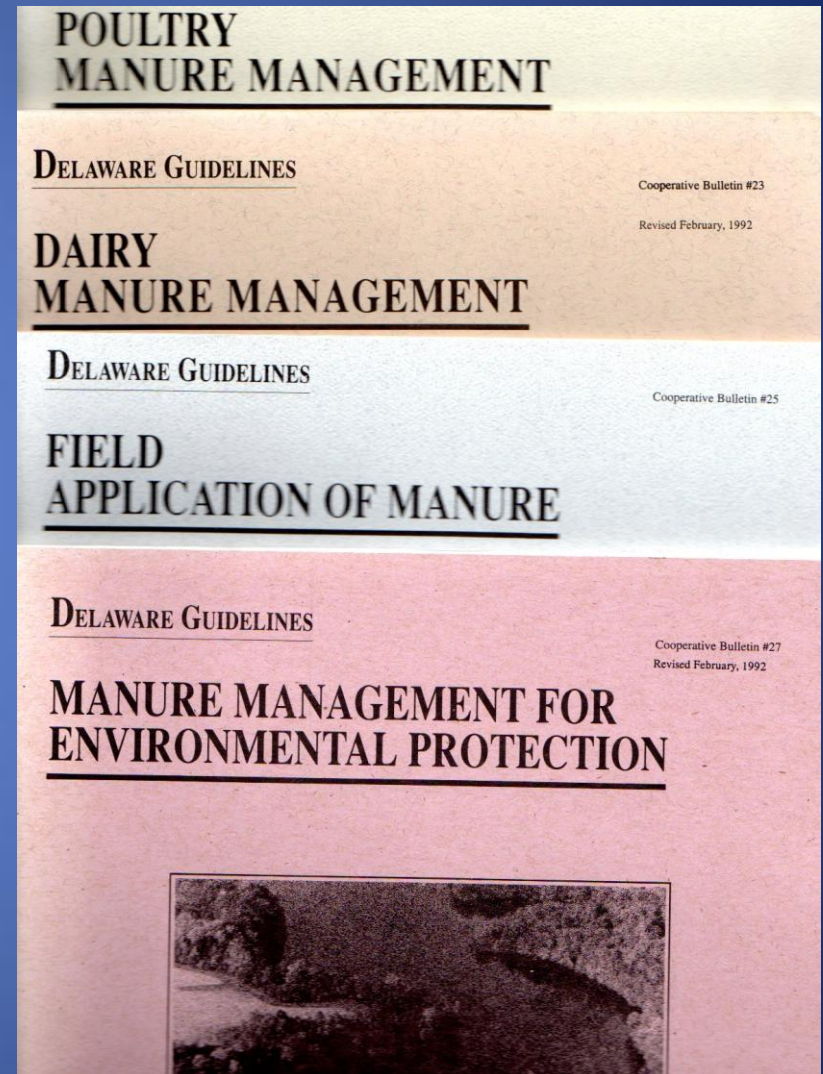 POULTRY
MANURE MANAGEMENT
DELAWARE GUIDELINES
Cooperative Bulletin #23
Revised February, 1992
DAIRY
MANURE MANAGEMENT
DELAWARE GUIDELINES
Cooperative Bulletin #25
FIELD
APPLICATION OF MANURE
DELAWARE GUIDELINES
Cooperative Bulletin #27
Revised February, 1992
MANURE MANAGEMENT FOR
ENVIRONMENTAL PROTECTION